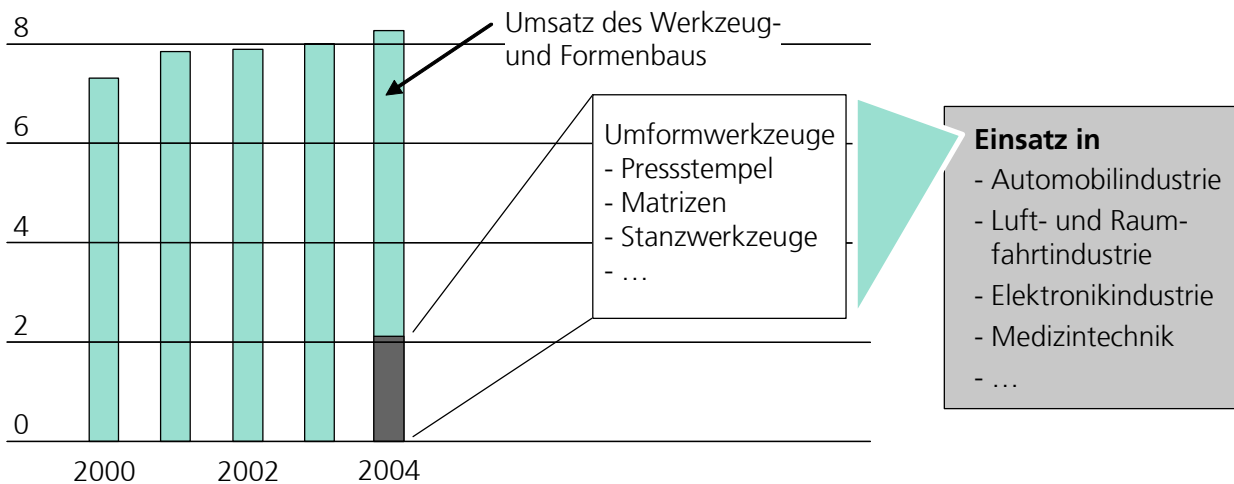 8
6
4
2
0
2000
2002
2004
Umsatz des Werkzeug-
und Formenbaus
Umformwerkzeuge
- Pressstempel
- Matrizen
- Stanzwerkzeuge
- …
Einsatz in
- Automobilindustrie
- Luft- und Raum-
fahrtindustrie
- Elektronikindustrie
- Medizintechnik
- …